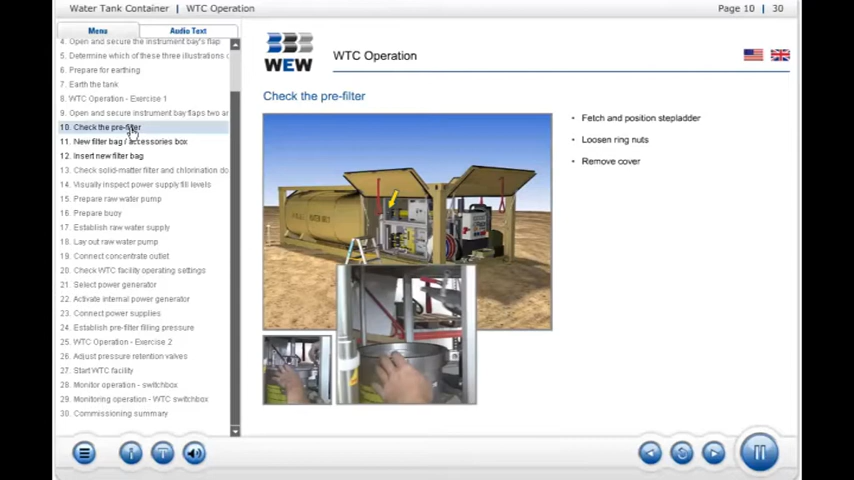 Water Tank Container | WTC Operation
Page 10 | 30
Menu
Audio Text
4. Open and secure the instrument bay's flap
5. Determine which of these three illustrations c
6. Prepare for earthing
7. Earth the tank
8. WTC Operation - Exercise 1
9. Open and secure instrument bay flaps two ar
10. Check the pre-filter
11. New filter bag / accessories box
12. Insert new filter bag
13. Check solid-matter filter and chlorination do
14. Visually inspect power supply fill levels
15. Prepare raw water pump
16. Prepare buoy
17. Establish raw water supply
18. Lay out raw water pump
19. Connect concentrate outlet
20. Check WTC facility operating settings
21. Select power generator
22. Activate internal power generator
23. Connect power supplies
24. Establish pre-filter filling pressure
25. WTC Operation - Exercise 2
26. Adjust pressure retention valves
27. Start WTC facility
28. Monitor operation - switchbox
29. Monitoring operation - WTC switchbox
30. Commissioning summary
WEW
WTC Operation
Check the pre-filter
• Fetch and position stepladder
• Loosen ring nuts
• Remove cover